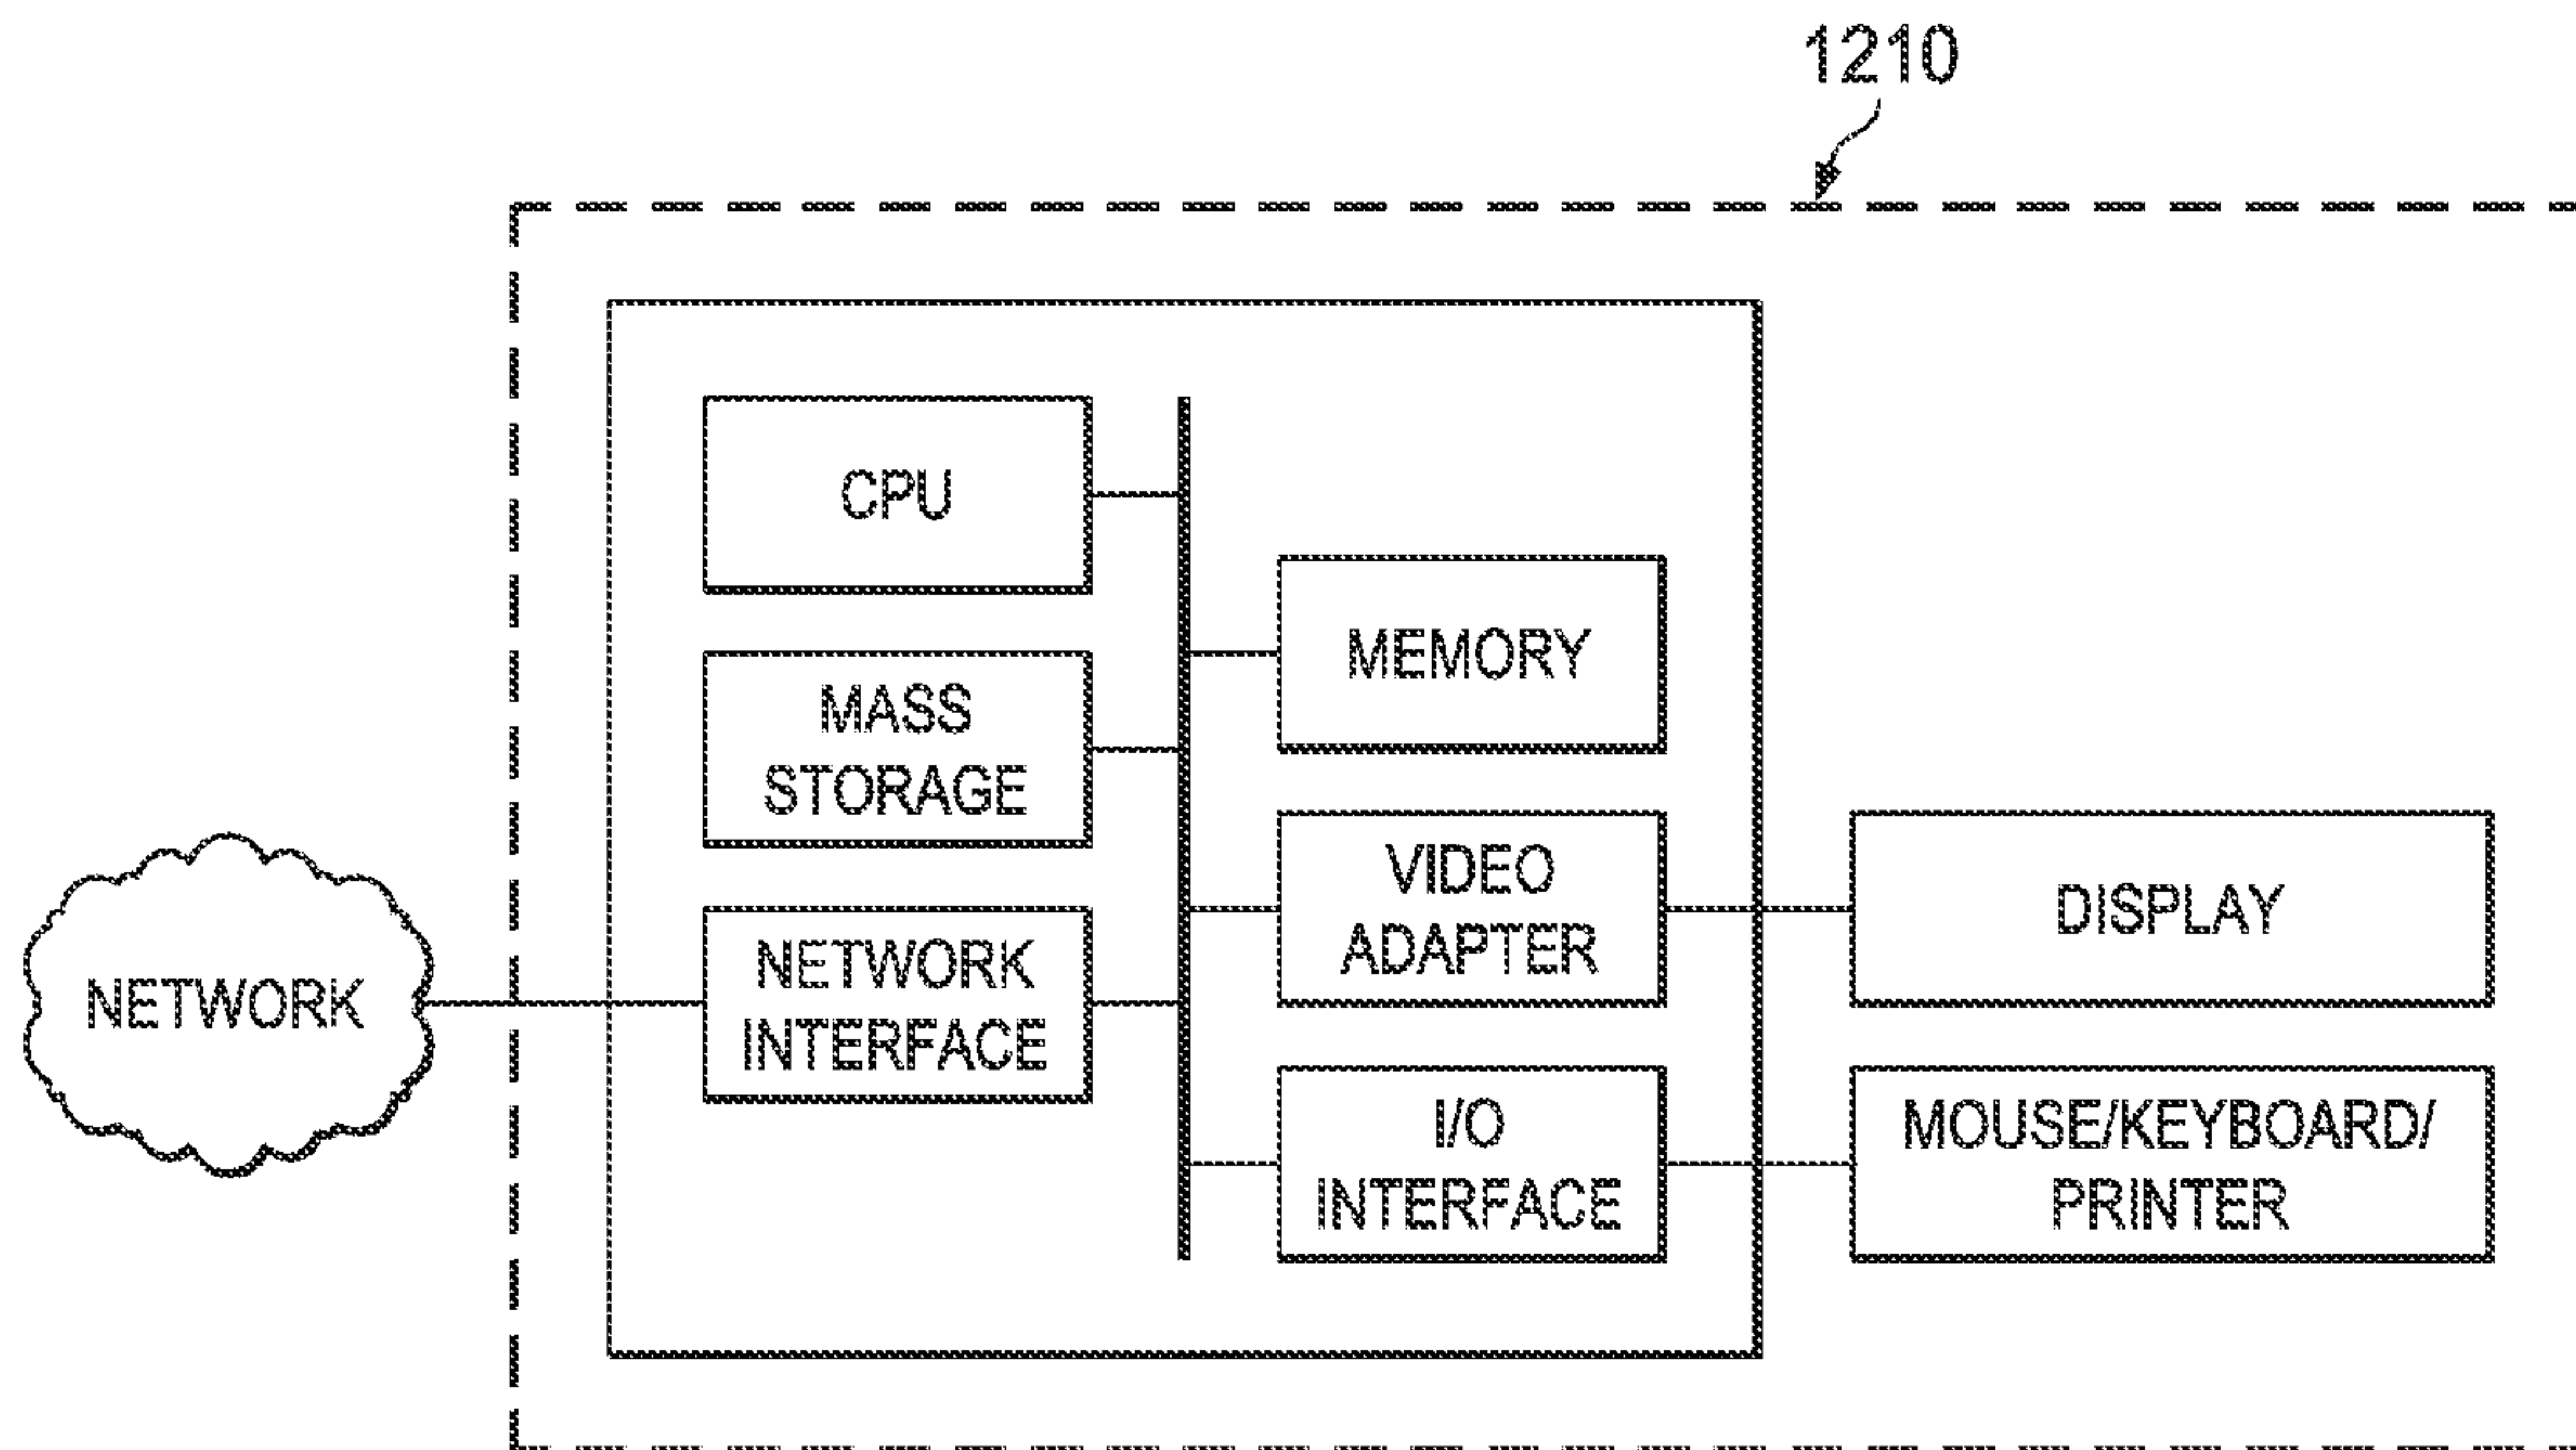 1210
CPU
MEMORY
MASS
STORAGE
VIDEO
ADAPTER
DISPLAY
NETWORK
NETWORK
INTERFACE
I/O
INTERFACE
MOUSE/KEYBOARD/
PRINTER